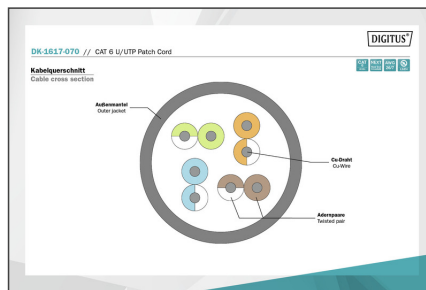 DIGITUS®
DK-1617-070 // CAT 6 U/UTP Patch Cord
Kabelquerschnitt
Cable cross section
Außenmantel
Outer jacket
Cu-Draht
Cu-Wire
Adernpaare
Twisted pair